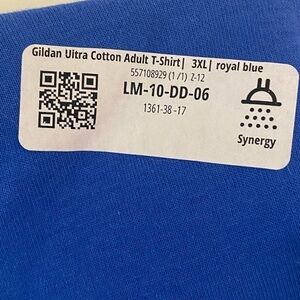 Gildan Ultra Cotton Adult T-Shirt| 3XL| royal blue
557108929 (1 /1) Z-12
LM-10-DD-06
1361-38 -17
Synergy